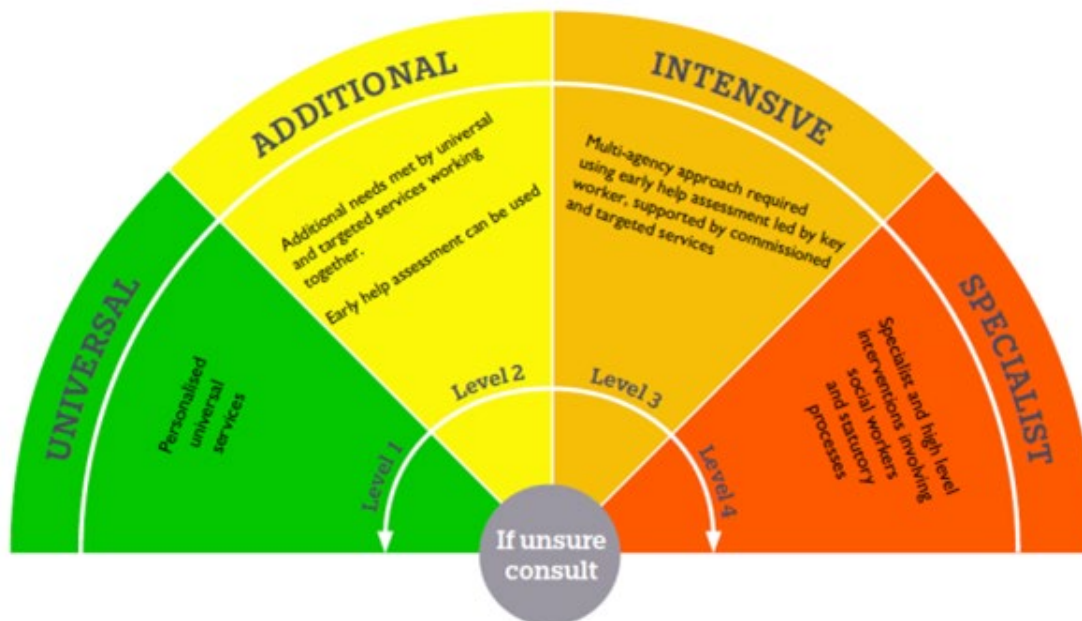 UNIVERSAL
Personalised
universal
services
Level 1
ADDITIONAL
Additional needs met by universal
and targeted services working
together.
Early help assessment can be used
Level 2
INTENSIVE
Multi-agency approach required
using early help assessment led by key
worker, supported by commissioned
and targeted services
Level 3
SPECIALIST
Specialist and high level
interventions involving
social workers
and statutory
processes
Level 4
If unsure
consult